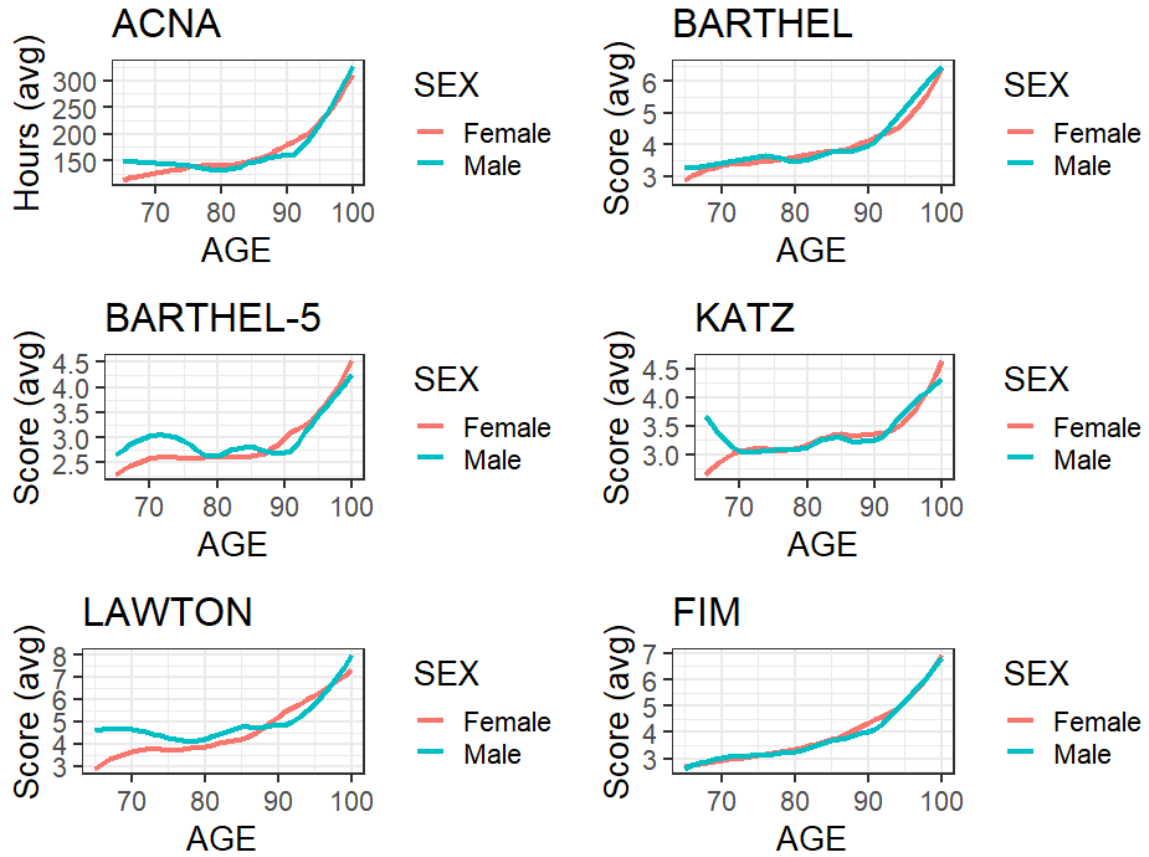 ACNA
Hours (avg)
300
250
200
150
70 80 90 100
AGE
SEX
Female
Male
BARTHEL
Score (avg)
6
5
4
3
70 80 90 100
AGE
SEX
Female
Male
BARTHEL-5
Score (avg)
4.5
4.0
3.5
3.0
2.5
70 80 90 100
AGE
SEX
Female
Male
KATZ
Score (avg)
4.5
4.0
3.5
3.0
70 80 90 100
AGE
SEX
Female
Male
LAWTON
Score (avg)
8
7
6
5
4
3
70 80 90 100
AGE
SEX
Female
Male
FIM
Score (avg)
7
6
5
4
3
70 80 90 100
AGE
SEX
Female
Male